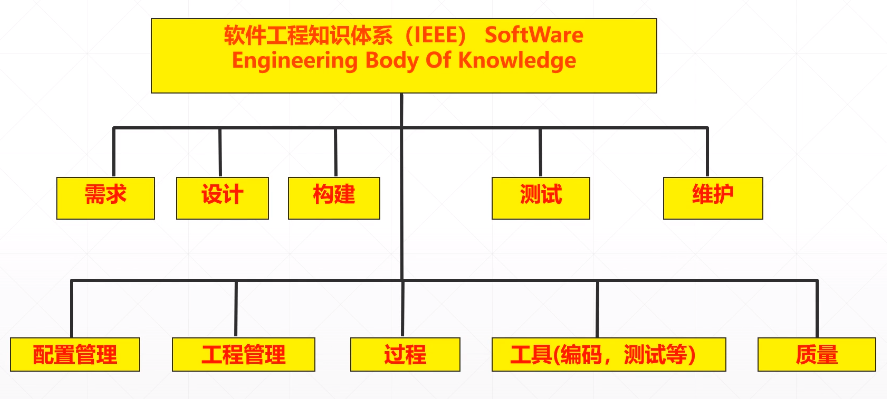 软件工程知识体系（IEEE） SoftWare
Engineering Body Of Knowledge
需求
设计
构建
测试
维护
配置管理
工程管理
过程
工具(编码，测试等）
质量